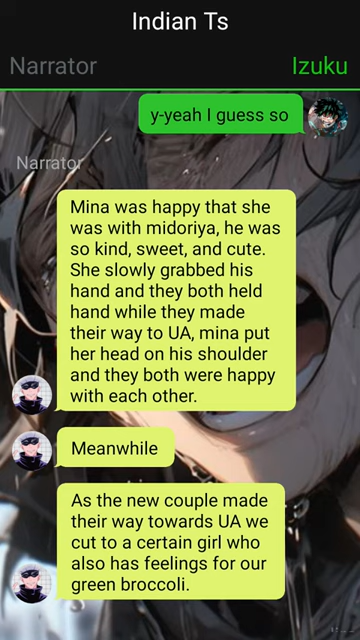 Indian Ts
Narrator
Izuku
y-yeah I guess so
Narrator
Mina was happy that she
was with midoriya, he was
so kind, sweet, and cute.
She slowly grabbed his
hand and they both held
hand while they made
their way to UA, mina put
her head on his shoulder
and they both were happy
with each other.
Meanwhile
As the new couple made
their way towards UA we
cut to a certain girl who
also has feelings for our
green broccoli.